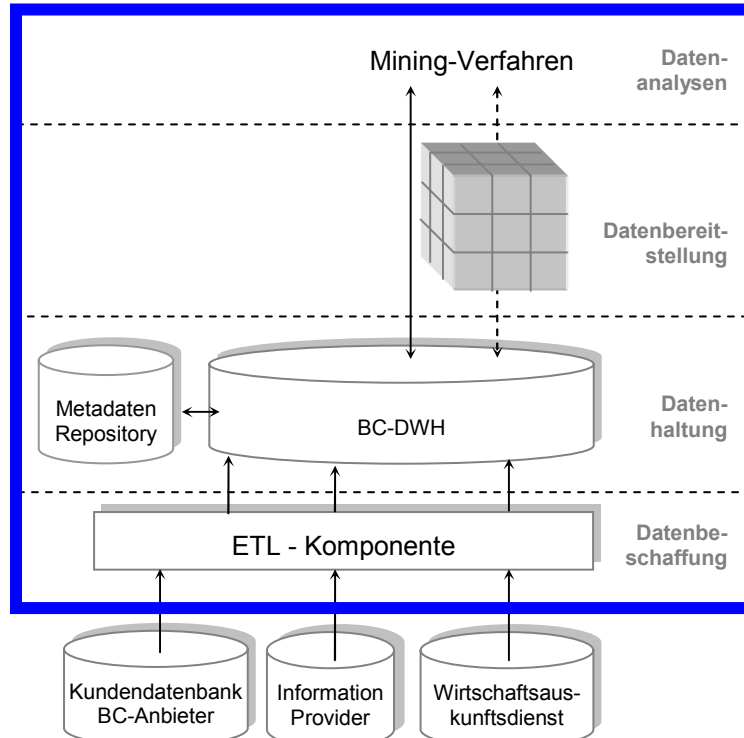 Mining-Verfahren
Daten-
analysen
Datenbereit-
stellung
Metadaten
Repository
BC-DWH
Daten-
haltung
ETL - Komponente
Datenbe-
schaffung
Kundendatenbank
BC-Anbieter
Information
Provider
Wirtschaftsaus-
kunftsdienst